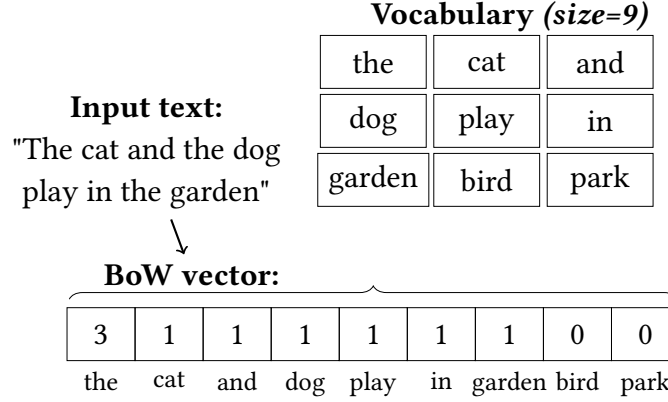 Vocabulary (size=9)
the cat and
dog play in
garden bird park
Input text:
"The cat and the dog
play in the garden"
BoW vector:
3 1 1 1 1 1 1 0 0
the cat and dog play in garden bird park